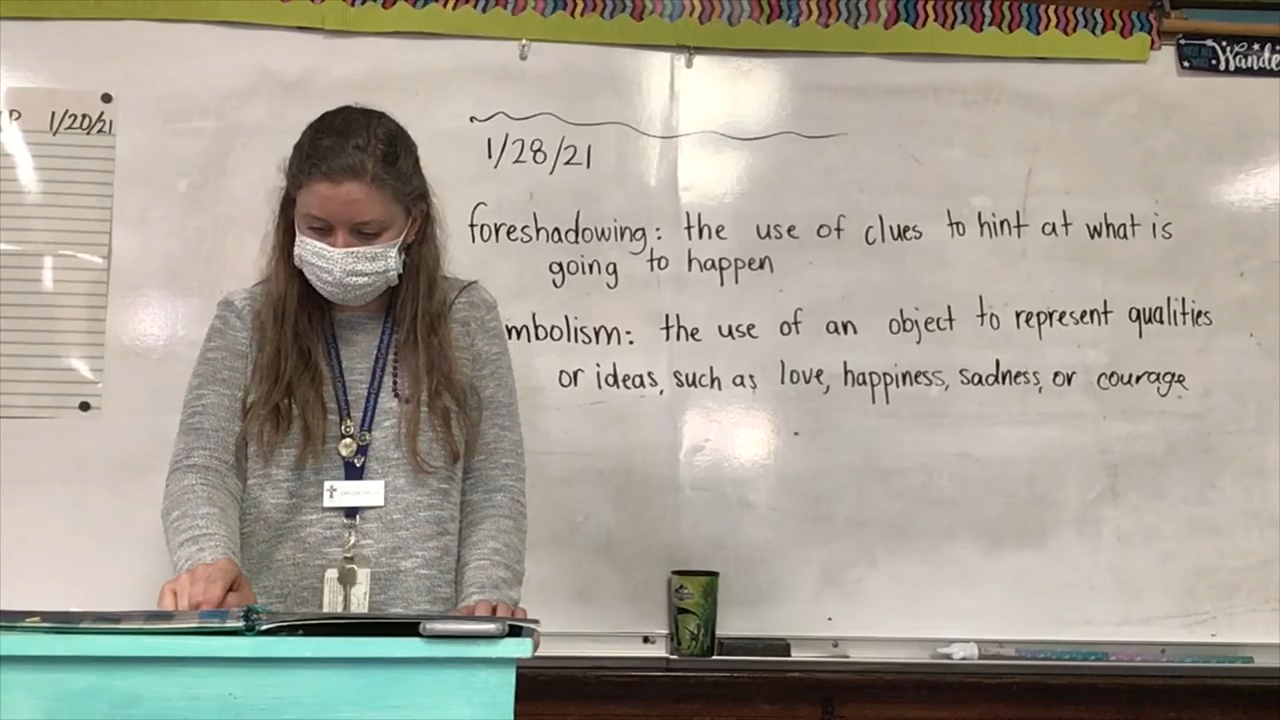 1/20/21
1/28/21
foreshadowing: the use of clues to hint at what is
going to happen
mbolism: the use of an object to represent qualities
or ideas, such as love, happiness, sadness, or courage
Wande